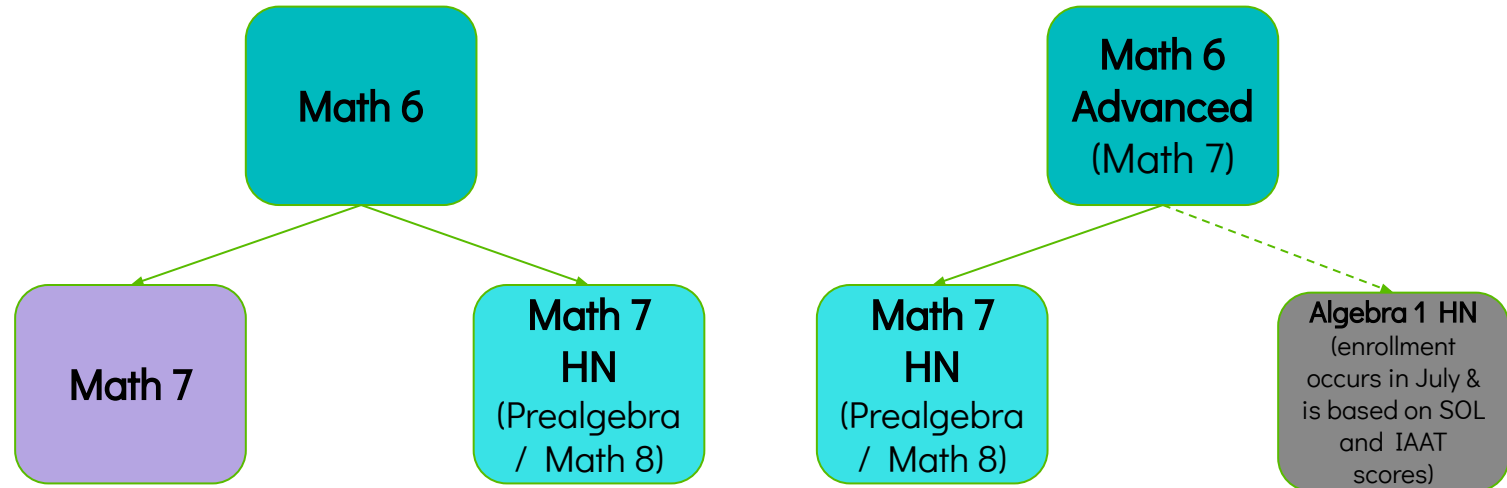 Math 6
Math 6
Advanced
(Math 7)
Math 7
Math 7
HN
(Prealgebra
/ Math 8)
Math 7
HN
(Prealgebra
/ Math 8)
Algebra 1 HN
(enrollment
occurs in July &
is based on SOL
and IAAT
scores)